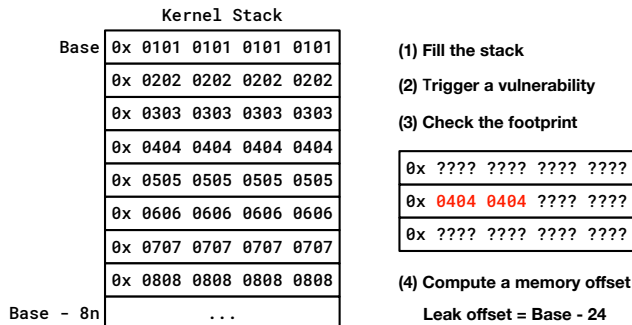 Kernel Stack
Base
0x 0101 0101 0101 0101
0x 0202 0202 0202 0202
0x 0303 0303 0303 0303
0x 0404 0404 0404 0404
0x 0505 0505 0505 0505
0x 0606 0606 0606 0606
0x 0707 0707 0707 0707
0x 0808 0808 0808 0808
Base - 8n
...
(1) Fill the stack
(2) Trigger a vulnerability
(3) Check the footprint
0x ???? ???? ???? ????
0x 0404 0404 ???? ????
0x ???? ???? ???? ????
(4) Compute a memory offset
Leak offset = Base - 24